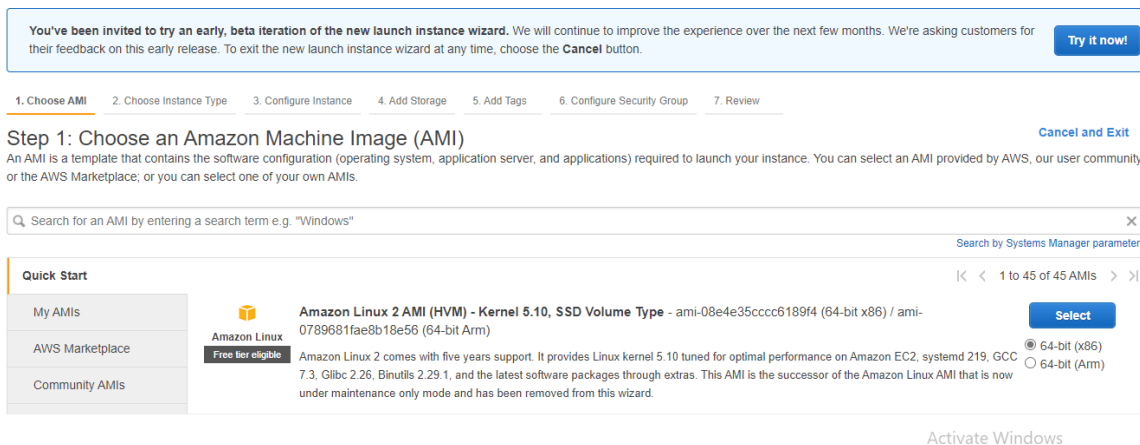 You've been invited to try an early, beta iteration of the new launch instance wizard. We will continue to improve the experience over the next few months. We're asking customers for
their feedback on this early release. To exit the new launch instance wizard at any time, choose the Cancel button.
Try it now!
1. Choose AMI 2. Choose Instance Type 3. Configure Instance 4. Add Storage 5. Add Tags 6. Configure Security Group 7. Review
Step 1: Choose an Amazon Machine Image (AMI)
Cancel and Exit
An AMI is a template that contains the software configuration (operating system, application server, and applications) required to launch your instance. You can select an AMI provided by AWS, our user community
or the AWS Marketplace; or you can select one of your own AMIs.
Search for an AMI by entering a search term e.g. "Windows"
Search by Systems Manager parameter
Quick Start
1 to 45 of 45 AMIs
My AMIs
AWS Marketplace
Community AMIs
Amazon Linux
Free tier eligible
Amazon Linux 2 AMI (HVM) - Kernel 5.10, SSD Volume Type - ami-08e4e35cccc6189f4 (64-bit x86) / ami-
0789681fae8b18e56 (64-bit Arm)
Amazon Linux 2 comes with five years support. It provides Linux kernel 5.10 tuned for optimal performance on Amazon EC2, systemd 219, GCC
7.3, Glibc 2.26, Binutils 2.29.1, and the latest software packages through extras. This AMI is the successor of the Amazon Linux AMI that is now
under maintenance only mode and has been removed from this wizard.
Select
64-bit (x86)
64-bit (Arm)
Activate Windows